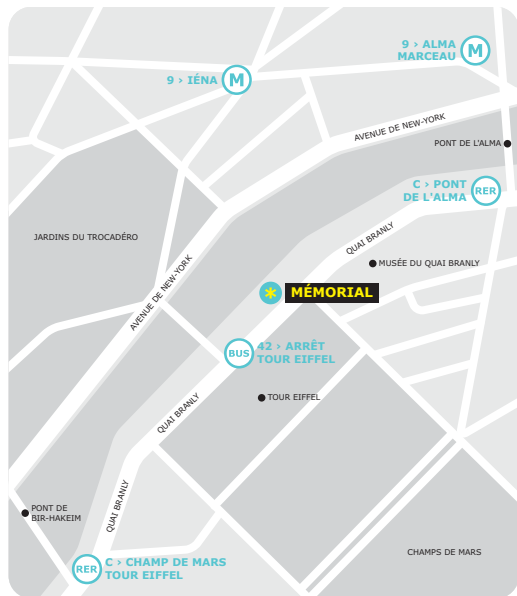 9 › ALMA
MARCEAU
M
9 › IÉNA
M
AVENUE DE NEW-YORK
PONT DE L'ALMA
C › PONT
DE L'ALMA
RER
JARDINS DU TROCADÉRO
QUAI BRANLY
MUSÉE DU QUAI BRANLY
AVENUE DE NEW-YORK
MÉMORIAL
BUS
42 › ARRÊT
TOUR EIFFEL
TOUR EIFFEL
QUAI BRANLY
QUAI BRANLY
PONT DE
BIR-HAKEIM
CHAMPS DE MARS
RER
C › CHAMP DE MARS
TOUR EIFFEL